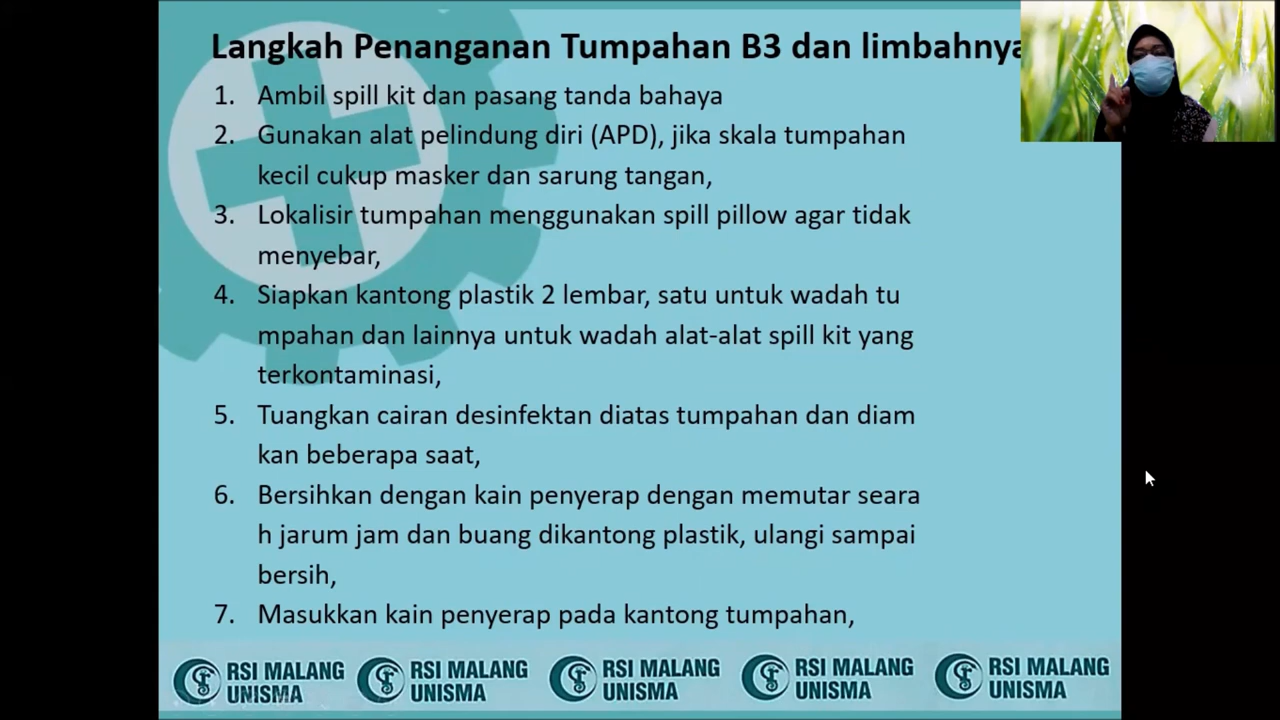 Langkah Penanganan Tumpahan B3 dan limbahnya
1. Ambil spill kit dan pasang tanda bahaya
2. Gunakan alat pelindung diri (APD), jika skala tumpahan
kecil cukup masker dan sarung tangan,
3. Lokalisir tumpahan menggunakan spill pillow agar tidak
menyebar,
4. Siapkan kantong plastik 2 lembar, satu untuk wadah tu
mpahan dan lainnya untuk wadah alat-alat spill kit yang
terkontaminasi,
5. Tuangkan cairan desinfektan diatas tumpahan dan diam
kan beberapa saat,
6. Bersihkan dengan kain penyerap dengan memutar seara
h jarum jam dan buang dikantong plastik, ulangi sampai
bersih,
7. Masukkan kain penyerap pada kantong tumpahan,
RSI MALANG RSI MALANG RSI MALANG RSI MALANG RSI MALANG
UNISMA UNISMA UNISMA UNISMA UNISMA